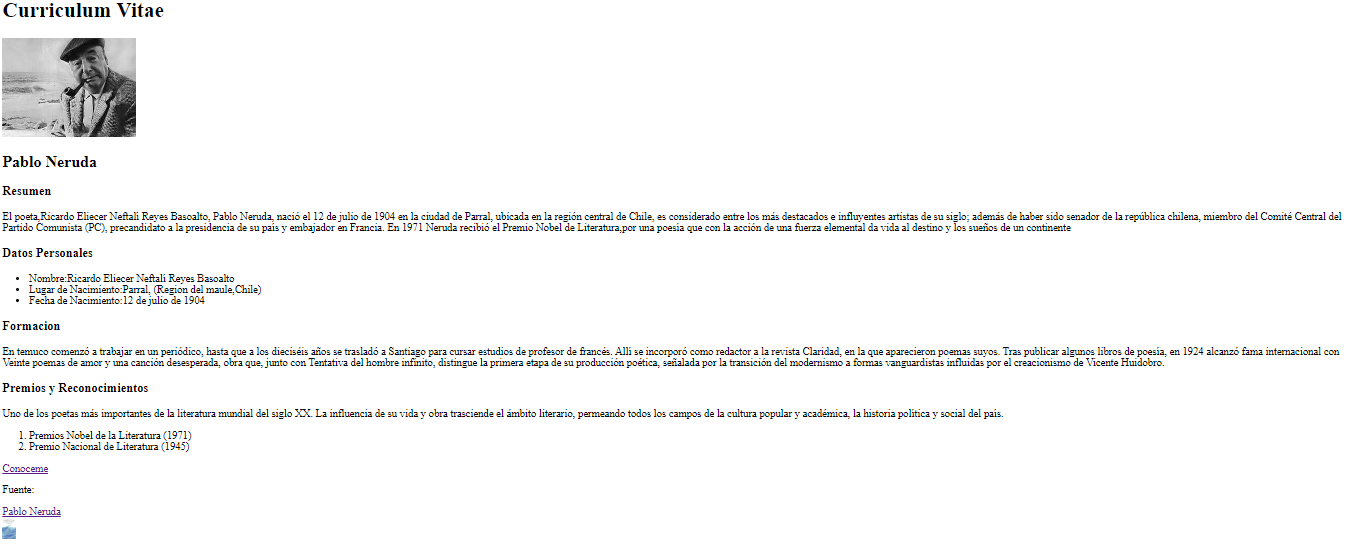 Curriculum Vitae
Pablo Neruda
Resumen
El poeta,Ricardo Eliecer Neftali Reyes Basoalto, Pablo Neruda, nació el 12 de julio de 1904 en la ciudad de Parral, ubicada en la región central de Chile, es considerado entre los más destacados e influyentes artistas de su siglo; además de haber sido senador de la república chilena, miembro del Comité Central del
Partido Comunista (PC), precandidato a la presidencia de su país y embajador en Francia. En 1971 Neruda recibió el Premio Nobel de Literatura,por una poesía que con la acción de una fuerza elemental da vida al destino y los sueños de un continente
Datos Personales
• Nombre:Ricardo Eliecer Neftali Reyes Basoalto
• Lugar de Nacimiento:Parral, (Region del maule,Chile)
• Fecha de Nacimiento:12 de julio de 1904
Formacion
En temuco comenzó a trabajar en un periódico, hasta que a los dieciséis años se trasladó a Santiago para cursar estudios de profesor de francés. Allí se incorporó como redactor a la revista Claridad, en la que aparecieron poemas suyos. Tras publicar algunos libros de poesía, en 1924 alcanzó fama internacional con
Veinte poemas de amor y una canción desesperada, obra que, junto con Tentativa del hombre infinito, distingue la primera etapa de su producción poética, señalada por la transición del modernismo a formas vanguardistas influidas por el creacionismo de Vicente Huidobro.
Premios y Reconocimientos
Uno de los poetas más importantes de la literatura mundial del siglo XX. La influencia de su vida y obra trasciende el ámbito literario, permeando todos los campos de la cultura popular y académica, la historia política y social del país.
1. Premios Nobel de la Literatura (1971)
2. Premio Nacional de Literatura (1945)
Conoceme
Fuente:
Pablo Neruda